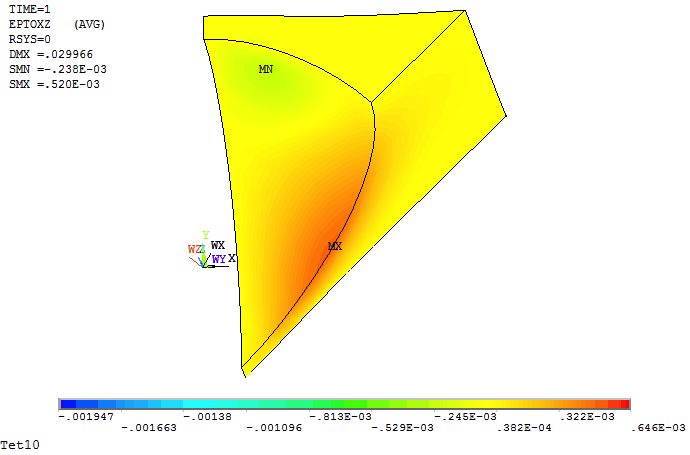 TIME=1
EPTOXZ (AVG)
RSYS=0
DMX =.029966
SMN =-.238E-03
SMX =.520E-03
MN
MX
Y
WZ WX
WY X
-.001947 -.00138 -.813E-03 -.245E-03 .322E-03
-.001663 -.001096 -.529E-03 .382E-04 .646E-03
Tet10